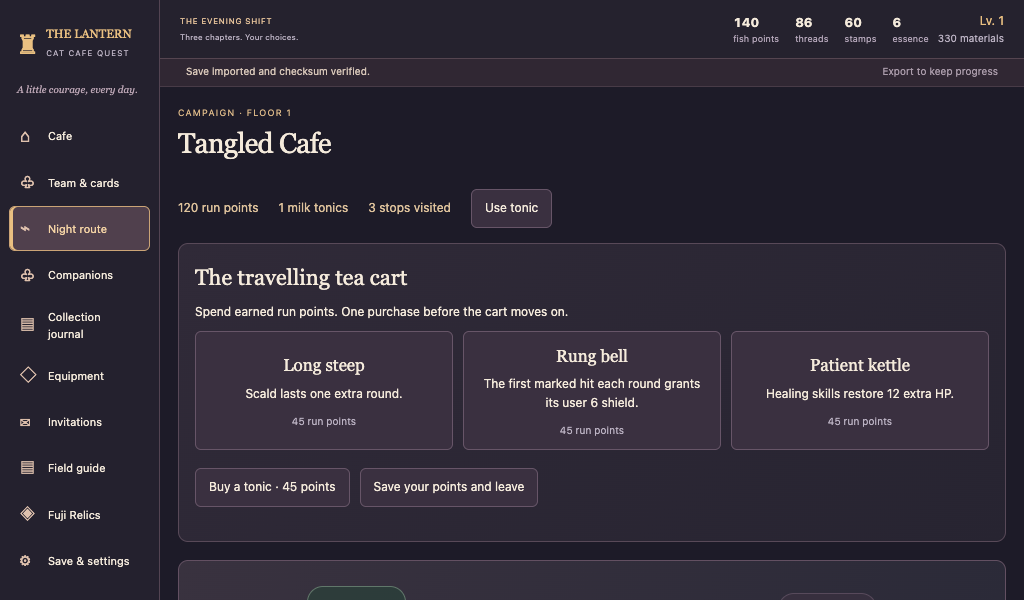 THE LANTERN
CAT CAFE QUEST
A little courage, every day.
Cafe
Team & cards
Night route
Companions
Collection
journal
Equipment
Invitations
Field guide
Fuji Relics
Save & settings
THE EVENING SHIFT
Three chapters. Your choices.
140
fish points
86
threads
60
stamps
6
essence
Lv. 1
330 materials
Save imported and checksum verified.
Export to keep progress
CAMPAIGN · FLOOR 1
Tangled Cafe
120 run points
1 milk tonics
3 stops visited
Use tonic
The travelling tea cart
Spend earned run points. One purchase before the cart moves on.
Long steep
Scald lasts one extra round.
45 run points
Rung bell
The first marked hit each round grants
its user 6 shield.
45 run points
Patient kettle
Healing skills restore 12 extra HP.
45 run points
Buy a tonic · 45 points
Save your points and leave